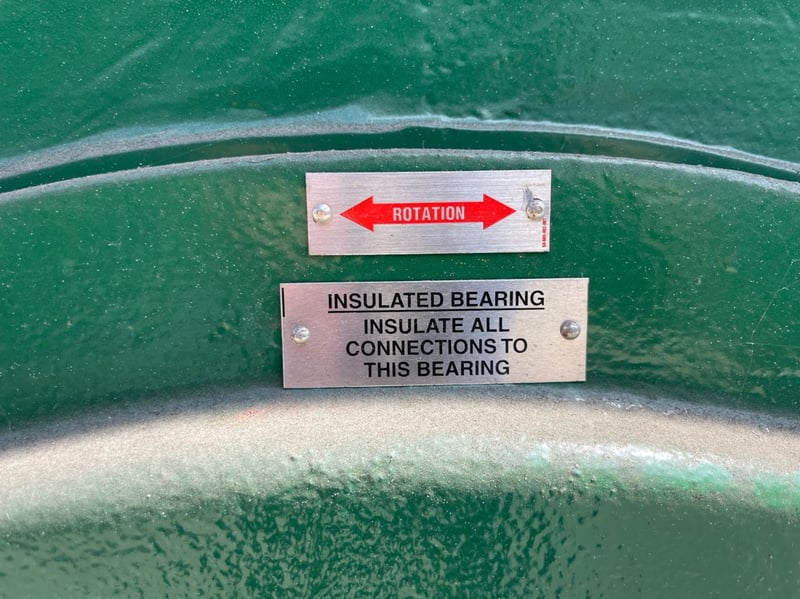 ROTATION
INSULATED BEARING
INSULATE ALL
CONNECTIONS TO
THIS BEARING